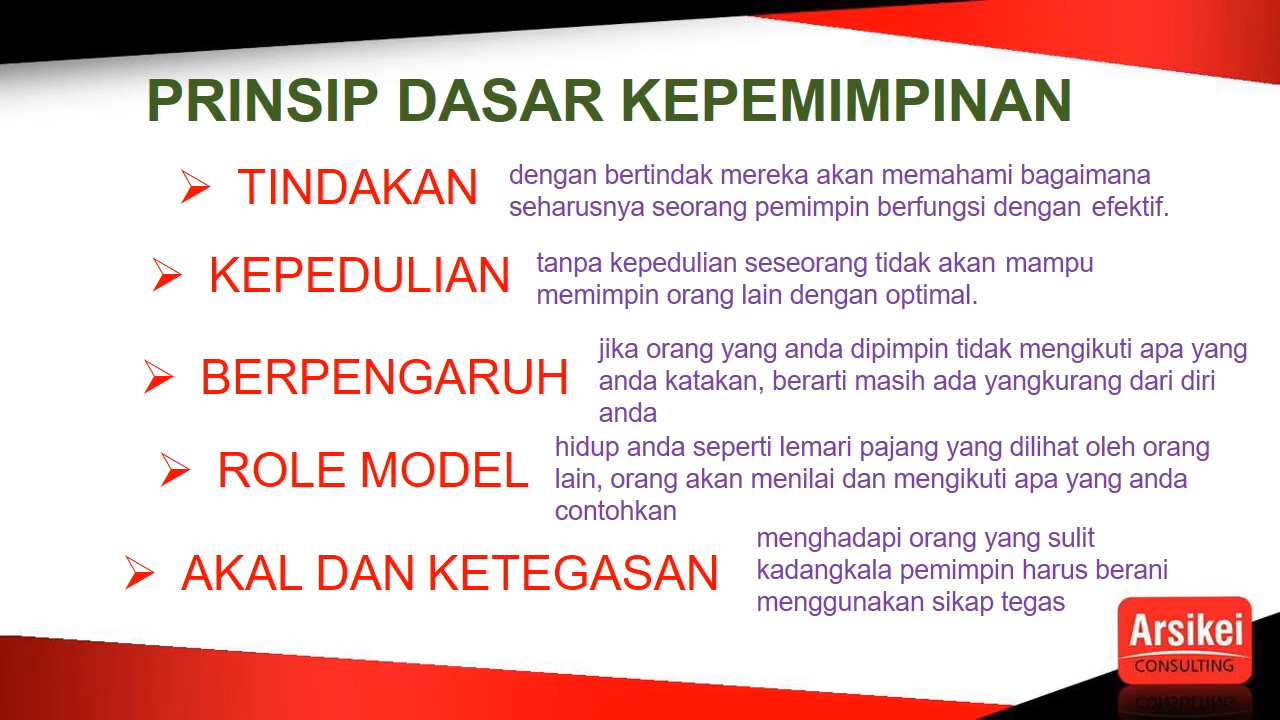 PRINSIP DASAR KEPEMIMPINAN
TINDAKAN
dengan bertindak mereka akan memahami bagaimana
seharusnya seorang pemimpin berfungsi dengan efektif.
KEPEDULIAN
tanpa kepedulian seseorang tidak akan mampu
memimpin orang lain dengan optimal.
BERPENGARUH
jika orang yang anda dipimpin tidak mengikuti apa yang
anda katakan, berarti masih ada yangkurang dari diri
anda
ROLE MODEL
hidup anda seperti lemari pajang yang dilihat oleh orang
lain, orang akan menilai dan mengikuti apa yang anda
contohkan
AKAL DAN KETEGASAN
menghadapi orang yang sulit
kadangkala pemimpin harus berani
menggunakan sikap tegas
Arsikei
CONSULTING